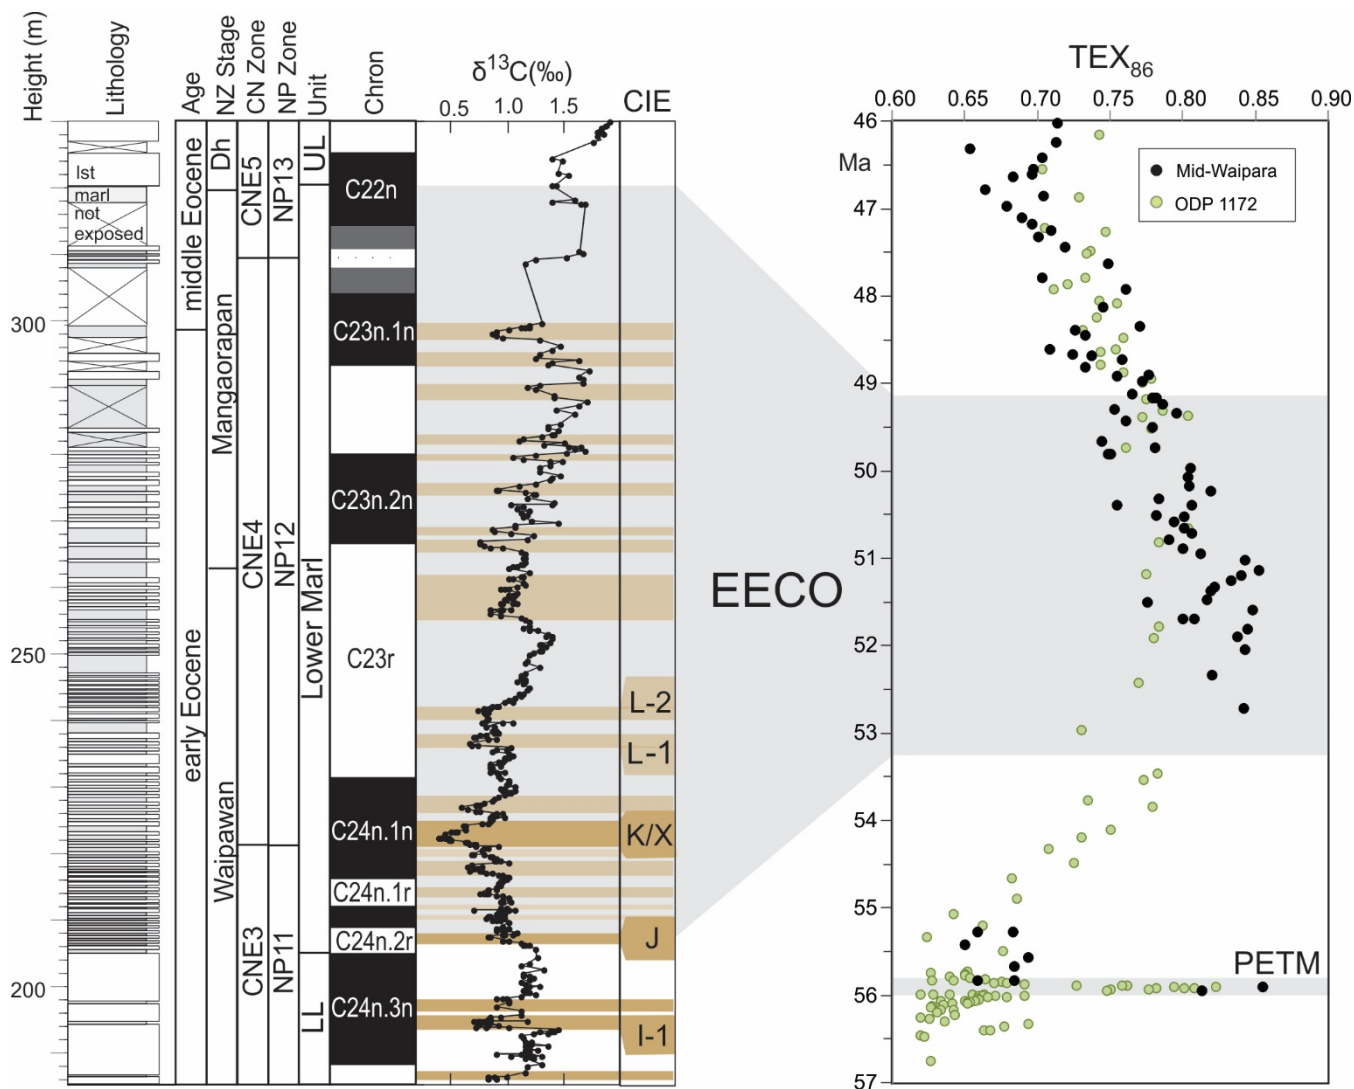 Height (m)
Lithology
Age
NZ Stage
CN Zone
NP Zone
Unit
Chron
δ¹³C(‰)
0.5 1.0 1.5
CIE
lst
marl
not
exposed
300
250
200
middle Eocene
early Eocene
Dh
Mangaorapan
Waipawan
CNE5
CNE4
CNE3
NP13
NP12
NP11
UL
Lower Marl
LL
C22n
C23n.1n
C23n.2n
C23r
C24n.1n
C24n.1r
C24n.2r
C24n.3n
L-2
L-1
K/X
J
I-1
EECO
TEX₈₆
0.60 0.65 0.70 0.75 0.80 0.85 0.90
46
Ma
47
48
49
50
51
52
53
54
55
56
57
Mid-Waipara
ODP 1172
PETM